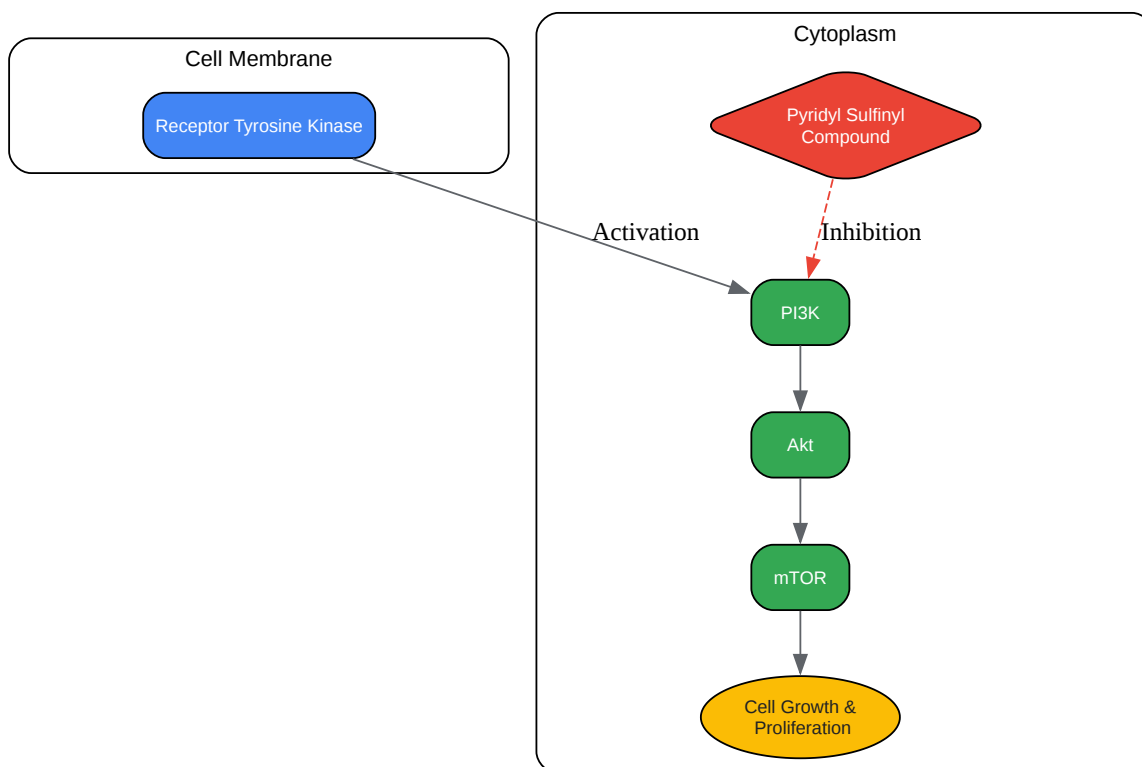 Cytoplasm
Cell Membrane
Pyridyl Sulfinyl
Compound
Receptor Tyrosine Kinase
Activation
Inhibition
PI3K
Akt
mTOR
Cell Growth &
Proliferation